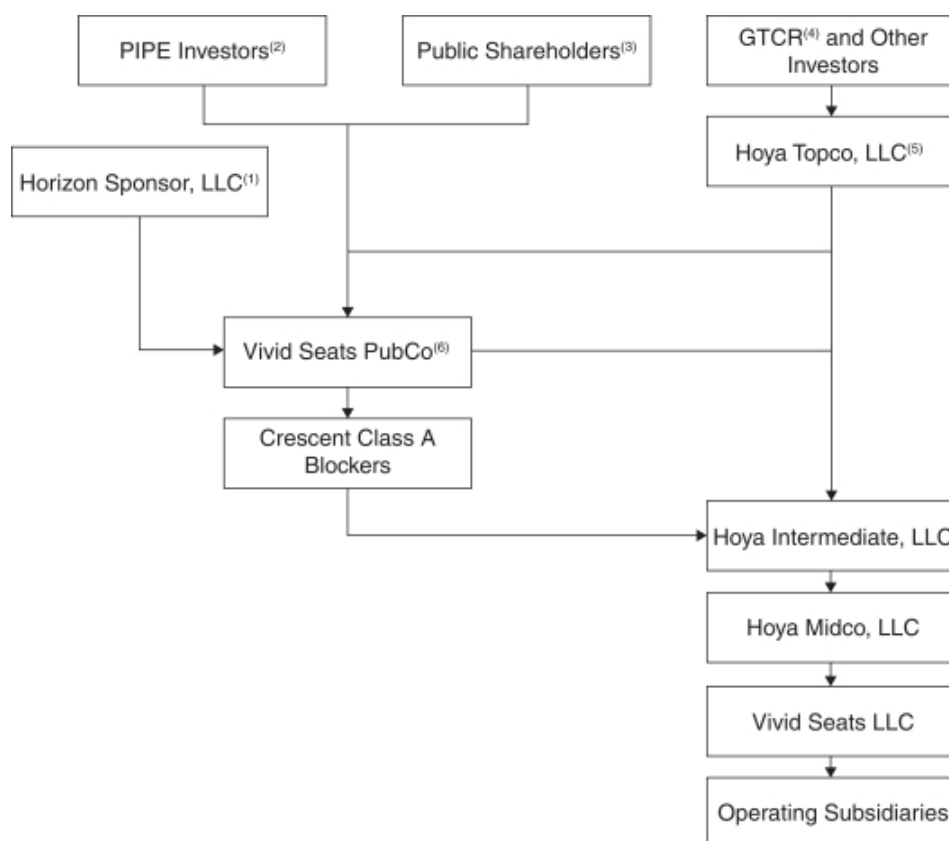 PIPE Investors(2)
Public Shareholders(3)
GTCR(4) and Other
Investors
Hoya Topco, LLC(5)
Horizon Sponsor, LLC(1)
Vivid Seats PubCo(6)
Crescent Class A
Blockers
Hoya Intermediate, LLC
Hoya Midco, LLC
Vivid Seats LLC
Operating Subsidiaries